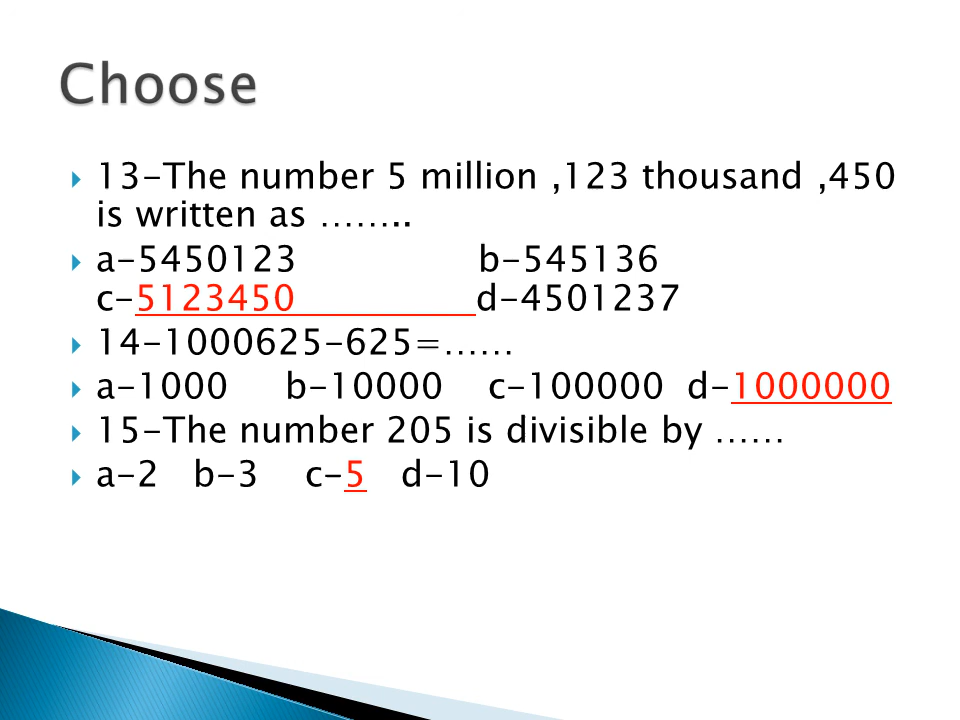 Choose
13-The number 5 million ,123 thousand ,450
is written as ……..
a-5450123 b-545136
c-5123450 d-4501237
14-1000625-625=……
a-1000 b-10000 c-100000 d-1000000
15-The number 205 is divisible by ……
a-2 b-3 c-5 d-10